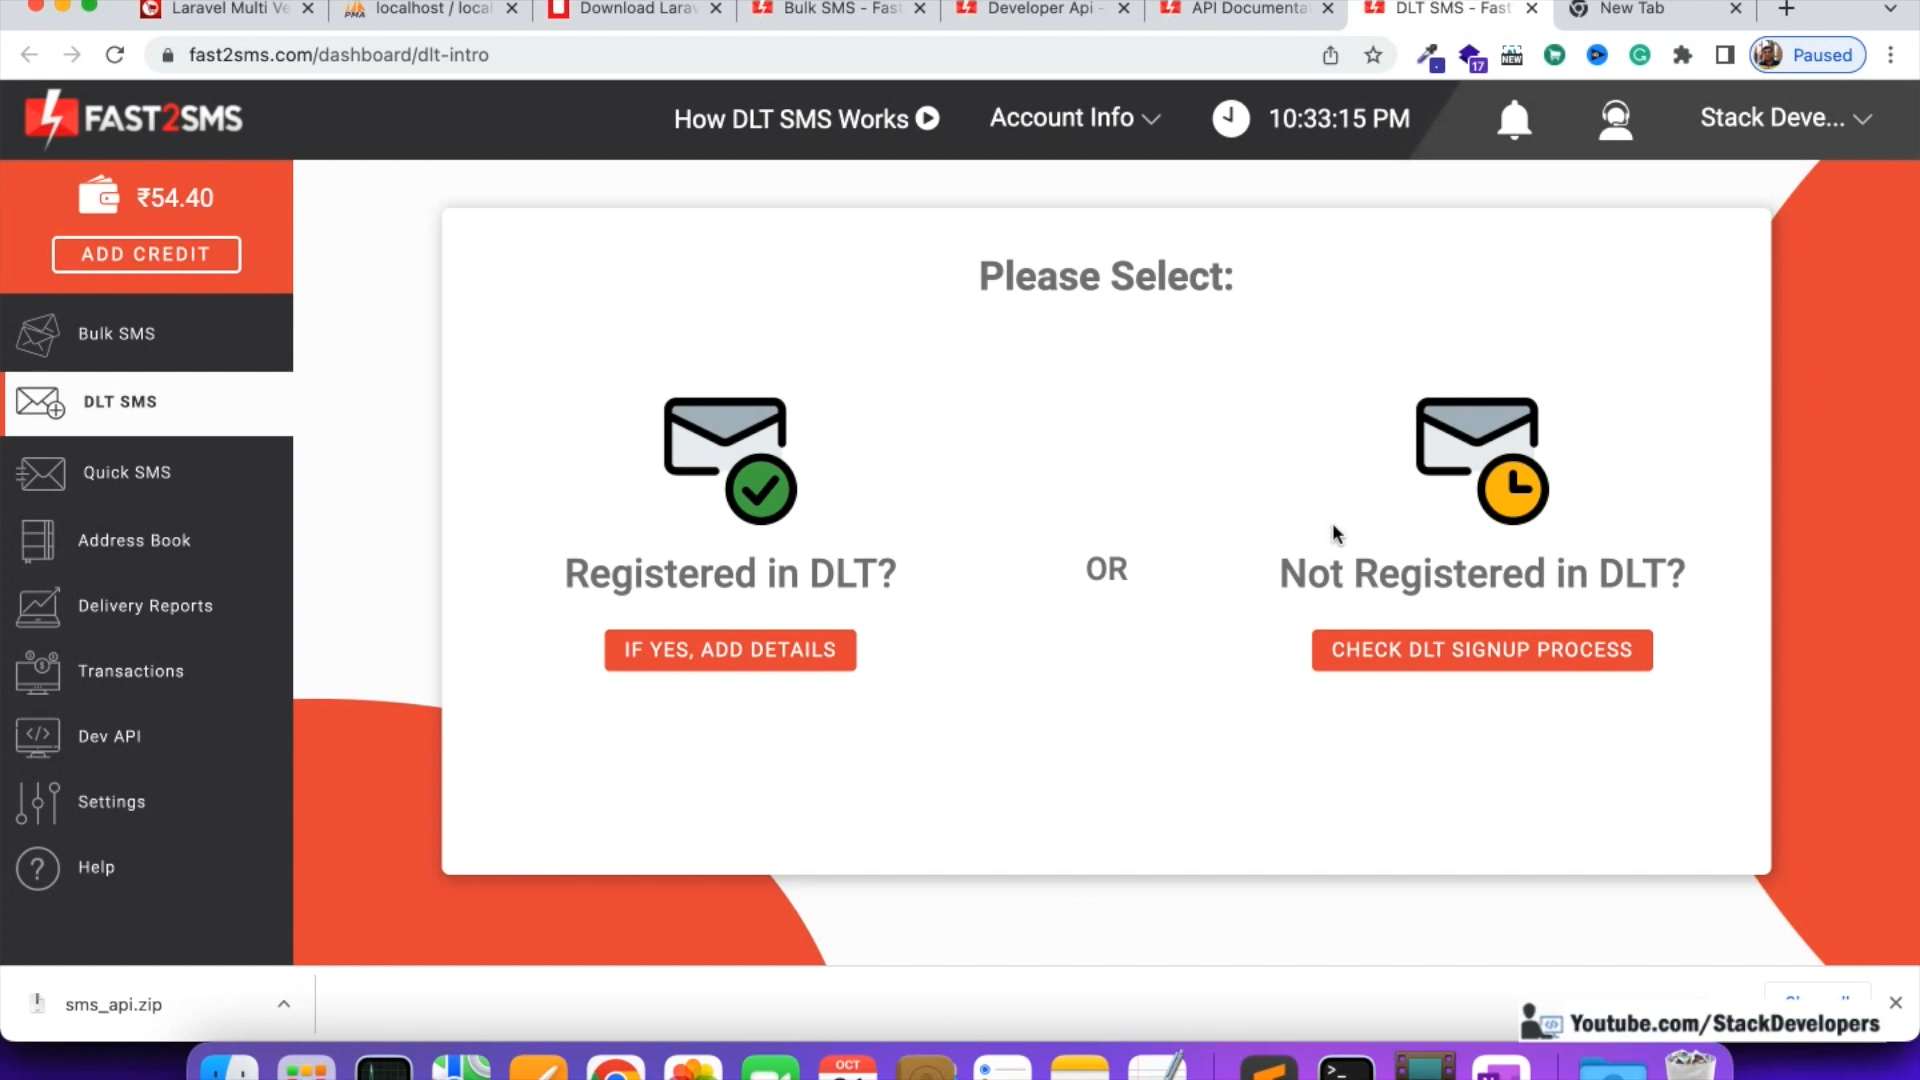 Laravel Multi Ve
localhost / local
Download Larav
Bulk SMS - Fast
Developer Api -
API Documenta
DLT SMS - Fast
New Tab
fast2sms.com/dashboard/dlt-intro
NEW
17
Paused
FAST2SMS
How DLT SMS Works
Account Info
10:33:15 PM
Stack Deve...
₹54.40
ADD CREDIT
Bulk SMS
DLT SMS
Quick SMS
Address Book
Delivery Reports
Transactions
Dev API
Settings
Help
Please Select:
Registered in DLT?
OR
Not Registered in DLT?
IF YES, ADD DETAILS
CHECK DLT SIGNUP PROCESS
sms_api.zip
Youtube.com/StackDevelopers
OCT